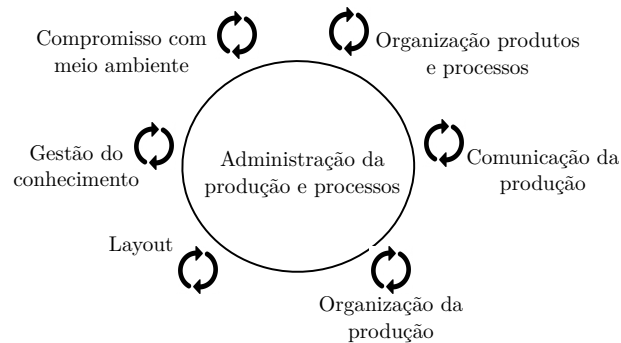 Compromisso com
meio ambiente
Organização produtos
e processos
Gestão do
conhecimento
Administração da
produção e processos
Comunicação da
produção
Layout
Organização da
produção